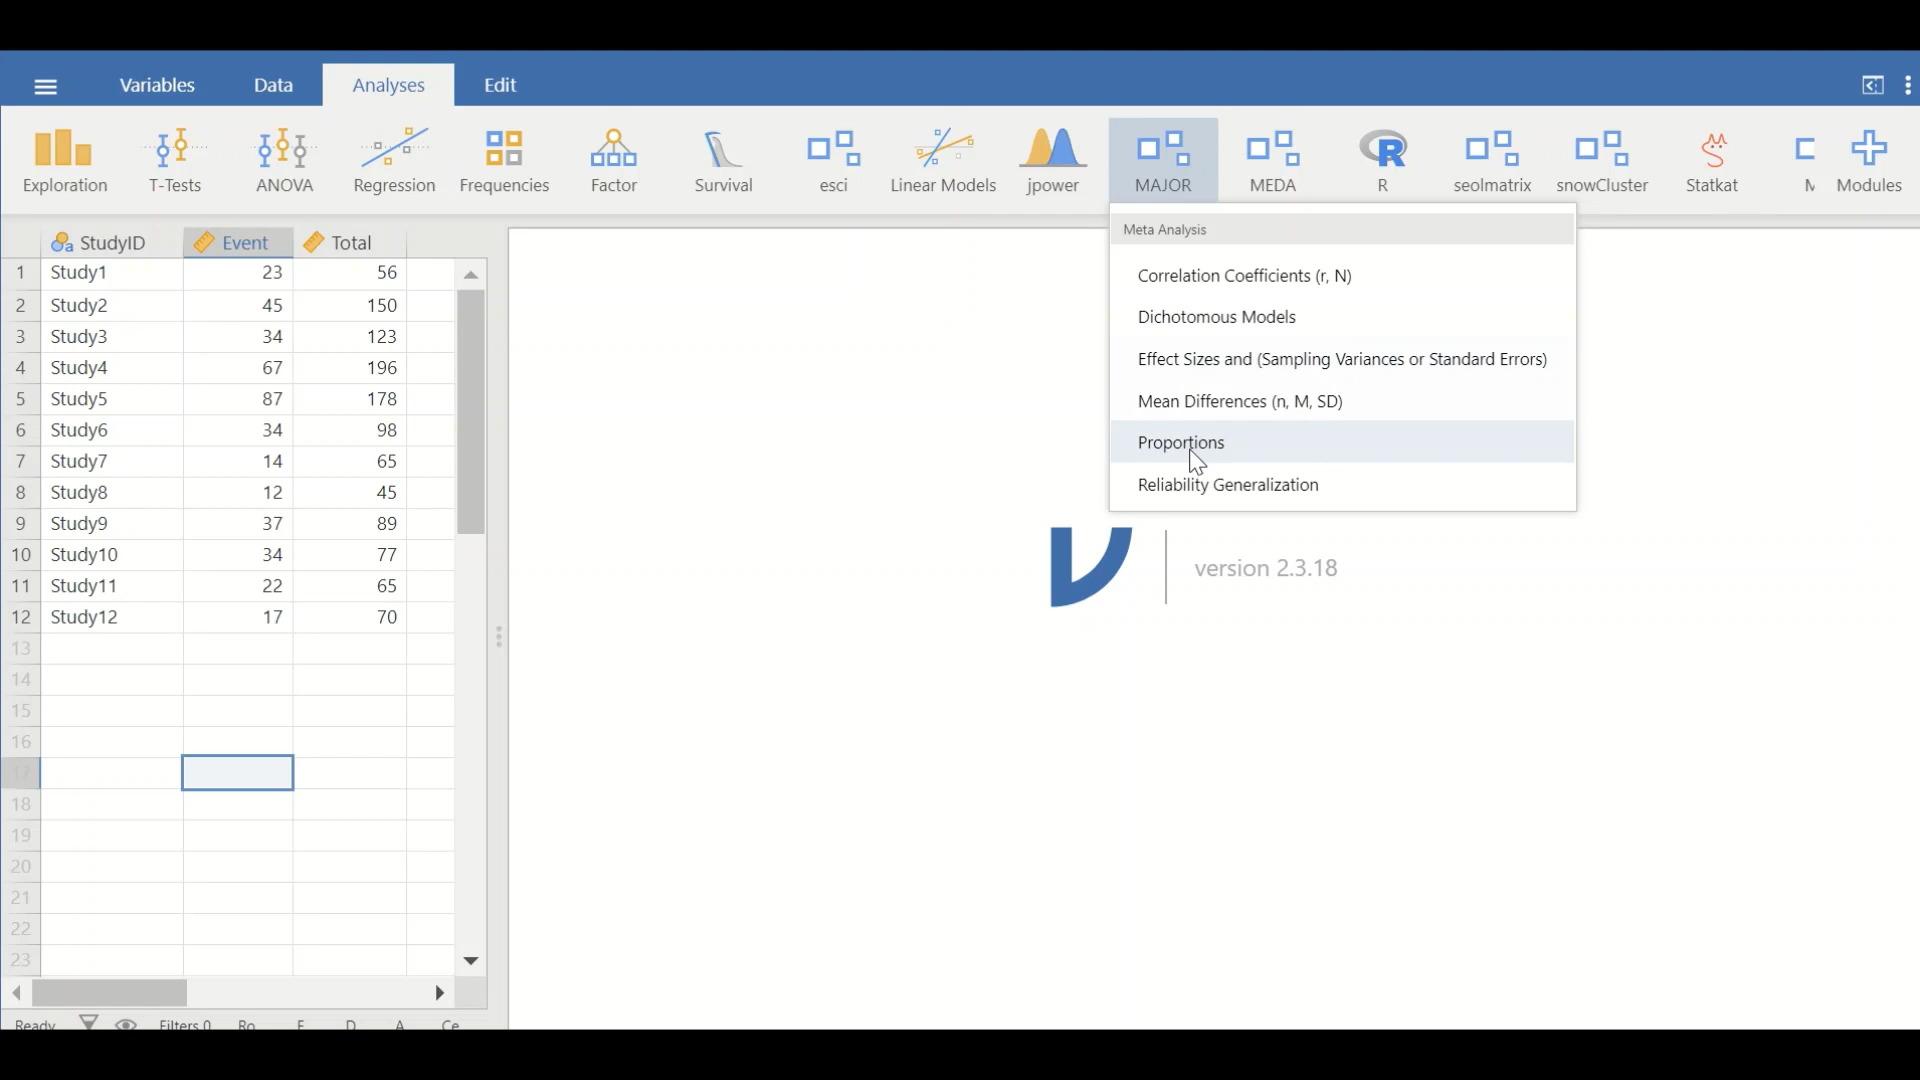 Variables Data Analyses Edit
Exploration T-Tests ANOVA Regression Frequencies Factor Survival esci Linear Models jpower MAJOR MEDA R seolmatrix snowCluster Statkat Modules
StudyID Event Total
1 Study1 23 56
2 Study2 45 150
3 Study3 34 123
4 Study4 67 196
5 Study5 87 178
6 Study6 34 98
7 Study7 14 65
8 Study8 12 45
9 Study9 37 89
10 Study10 34 77
11 Study11 22 65
12 Study12 17 70
13
14
15
16
17
18
19
20
21
22
23
Meta Analysis
Correlation Coefficients (r, N)
Dichotomous Models
Effect Sizes and (Sampling Variances or Standard Errors)
Mean Differences (n, M, SD)
Proportions
Reliability Generalization
version 2.3.18
Ready Filters 0 Ro